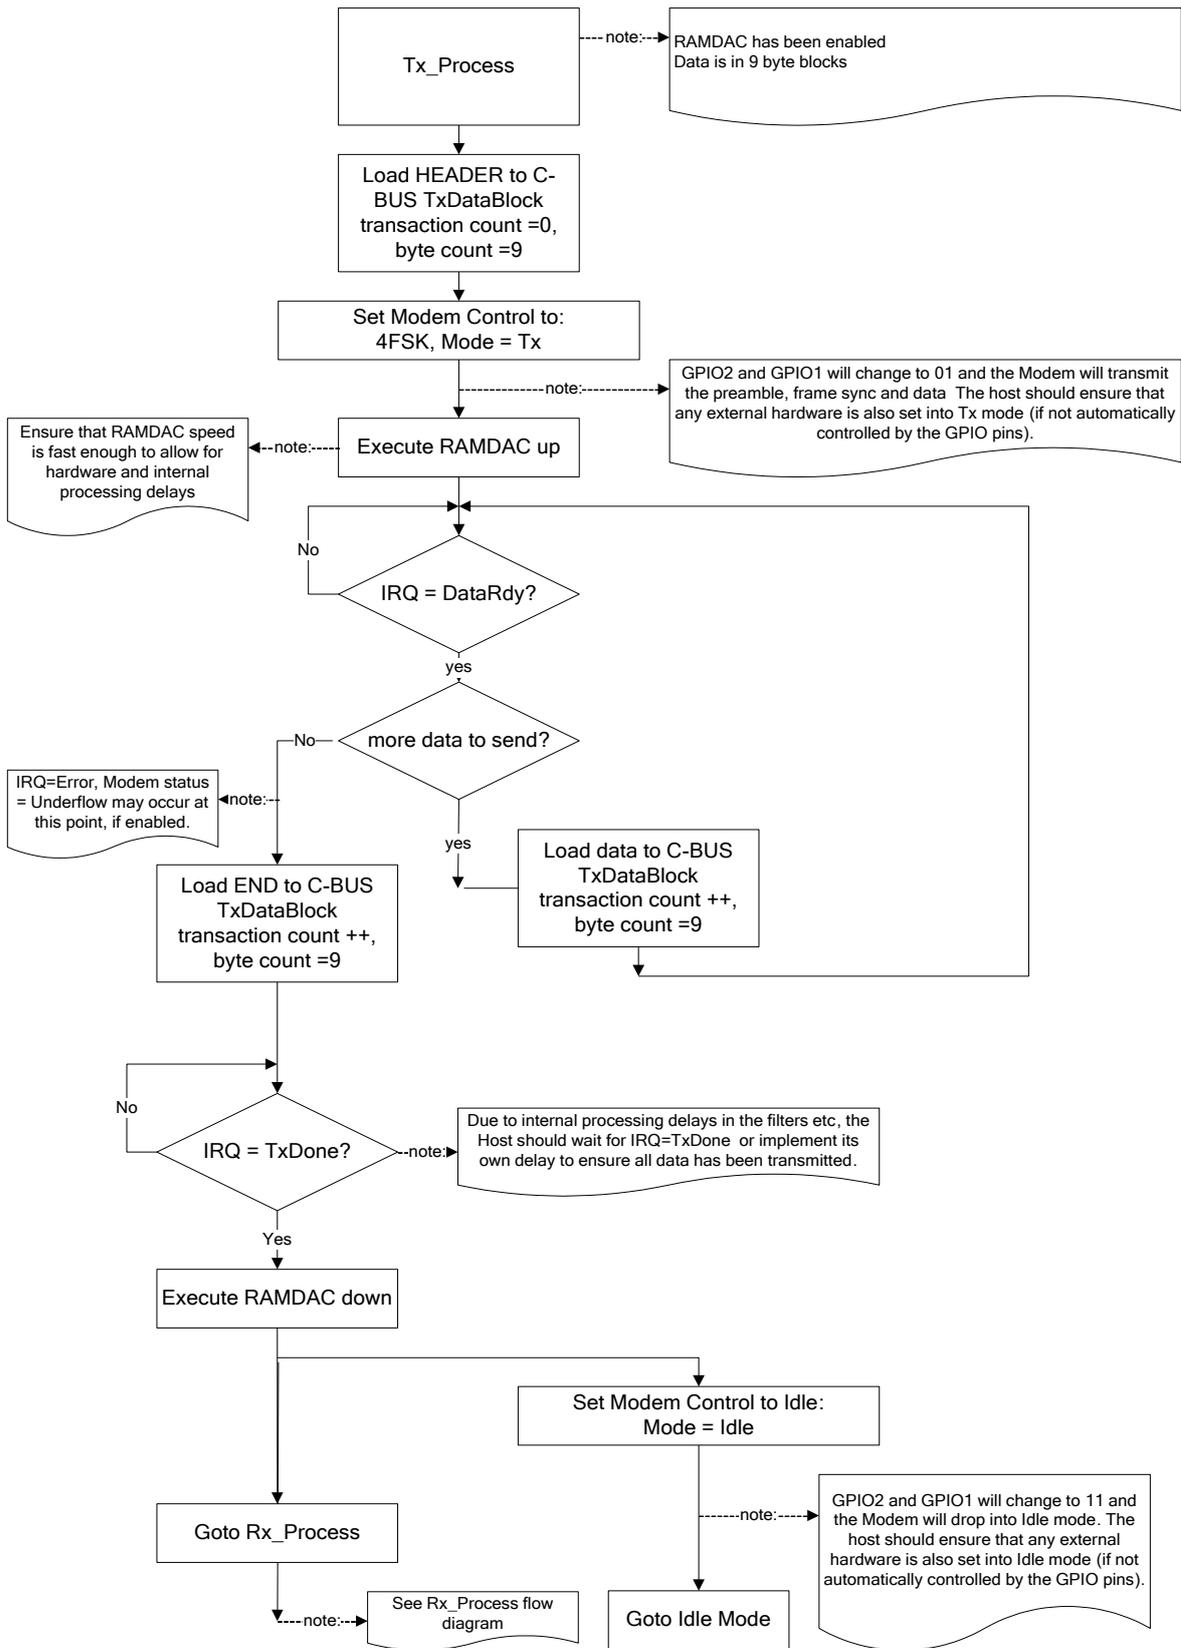 Tx_Process
note:
RAMDAC has been enabled
Data is in 9 byte blocks
Load HEADER to C-
BUS TxDataBlock
transaction count =0,
byte count =9
Set Modem Control to:
4FSK, Mode = Tx
note:
GPIO2 and GPIO1 will change to 01 and the Modem will transmit
the preamble, frame sync and data  The host should ensure that
any external hardware is also set into Tx mode (if not automatically
controlled by the GPIO pins).
Execute RAMDAC up
note:
Ensure that RAMDAC speed
is fast enough to allow for
hardware and internal
processing delays
No
IRQ = DataRdy?
yes
more data to send?
No
note:
IRQ=Error, Modem status
= Underflow may occur at
this point, if enabled.
yes
Load data to C-BUS
TxDataBlock
transaction count ++,
byte count =9
Load END to C-BUS
TxDataBlock
transaction count ++,
byte count =9
No
IRQ = TxDone?
note:
Due to internal processing delays in the filters etc, the
Host should wait for IRQ=TxDone  or implement its
own delay to ensure all data has been transmitted.
Yes
Execute RAMDAC down
Set Modem Control to Idle:
Mode = Idle
note:
GPIO2 and GPIO1 will change to 11 and
the Modem will drop into Idle mode. The
host should ensure that any external
hardware is also set into Idle mode (if not
automatically controlled by the GPIO pins).
Goto Rx_Process
note:
See Rx_Process flow
diagram
Goto Idle Mode